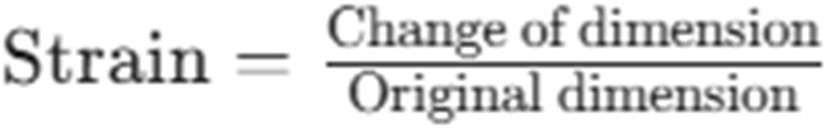 Strain = Change of dimension
Original dimension